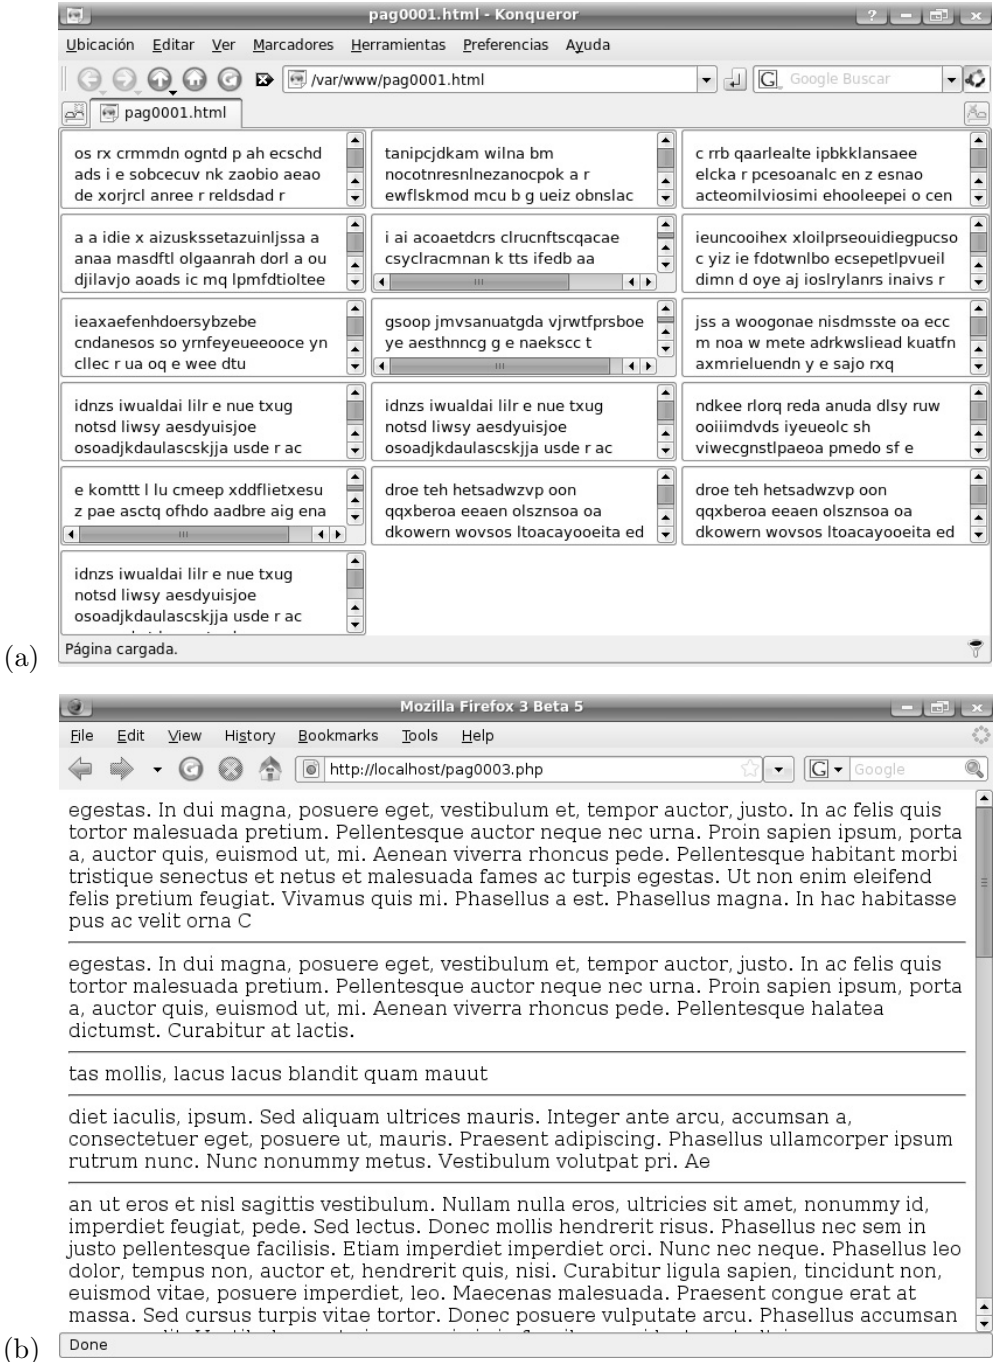 pag0001.html - Konqueror
Ubicación Editar Ver Marcadores Herramientas Preferencias Ayuda
/var/www/pag0001.html
G Google Buscar
pag0001.html
os rx crmmdn ogntd p ah ecschd
ads i e sobcecuv nk zaobio aeao
de xorjrcl anree r reldsdad r
tanipcjdkam wilna bm
nocotnresnlnezanocpok a r
ewflskmod mcu b g ueiz obnslac
c rrb qaarlealte ipbkklansaee
elcka r pcesoanalc en z esnao
acteomilviosimi ehooleepei o cen
a a idie x aizuskssetazuinljssa a
anaa masdftl olgaanrah dorl a ou
djilavjo aoads ic mq lpmfdtioltee
i ai acoaetdcrs clrucnftscqacae
csyclracmnan k tts ifedb aa
ieuncooihex xloilprseouidiegpucso
c yiz ie fdotwnlbo ecsepetlpvueil
dimn d oye aj ioslrylanrs inaivs r
ieaxaefenhdoersybzebe
cndanesos so yrnfeyeueeooce yn
cllec r ua oq e wee dtu
gsoop jmvsanuatgda vjrwtfprsboe
ye aesthnncg g e naekscc t
jss a woogonae nisdmsste oa ecc
m noa w mete adrkwsliead kuatfn
axmrieluendn y e sajo rxq
idnzs iwualdai lilr e nue txug
notsd liwsy aesdyuisjoe
osoadjkdaulascskjja usde r ac
idnzs iwualdai lilr e nue txug
notsd liwsy aesdyuisjoe
osoadjkdaulascskjja usde r ac
ndkee rlorq reda anuda dlsy ruw
ooiiimdvds iyeueolc sh
viwecgnstlpaeoa pmedo sf e
e komttt l lu cmeep xddflietxesu
z pae asctq ofhdo aadbre aig ena
droe teh hetsadwzvp oon
qqxberoa eeaen olsznsoa oa
dkowern wovsos ltoacayooeita ed
droe teh hetsadwzvp oon
qqxberoa eeaen olsznsoa oa
dkowern wovsos ltoacayooeita ed
idnzs iwualdai lilr e nue txug
notsd liwsy aesdyuisjoe
osoadjkdaulascskjja usde r ac
Página cargada.
(a)
Mozilla Firefox 3 Beta 5
File Edit View History Bookmarks Tools Help
http://localhost/pag0003.php
G Google
egestas. In dui magna, posuere eget, vestibulum et, tempor auctor, justo. In ac felis quis
tortor malesuada pretium. Pellentesque auctor neque nec urna. Proin sapien ipsum, porta
a, auctor quis, euismod ut, mi. Aenean viverra rhoncus pede. Pellentesque habitant morbi
tristique senectus et netus et malesuada fames ac turpis egestas. Ut non enim eleifend
felis pretium feugiat. Vivamus quis mi. Phasellus a est. Phasellus magna. In hac habitasse
pus ac velit orna C
egestas. In dui magna, posuere eget, vestibulum et, tempor auctor, justo. In ac felis quis
tortor malesuada pretium. Pellentesque auctor neque nec urna. Proin sapien ipsum, porta
a, auctor quis, euismod ut, mi. Aenean viverra rhoncus pede. Pellentesque halatea
dictumst. Curabitur at lactis.
tas mollis, lacus lacus blandit quam mauut
diet iaculis, ipsum. Sed aliquam ultrices mauris. Integer ante arcu, accumsan a,
consectetuer eget, posuere ut, mauris. Praesent adipiscing. Phasellus ullamcorper ipsum
rutrum nunc. Nunc nonummy metus. Vestibulum volutpat pri. Ae
an ut eros et nisl sagittis vestibulum. Nullam nulla eros, ultricies sit amet, nonummy id,
imperdiet feugiat, pede. Sed lectus. Donec mollis hendrerit risus. Phasellus nec sem in
justo pellentesque facilisis. Etiam imperdiet imperdiet orci. Nunc nec neque. Phasellus leo
dolor, tempus non, auctor et, hendrerit quis, nisi. Curabitur ligula sapien, tincidunt non,
euismod vitae, posuere imperdiet, leo. Maecenas malesuada. Praesent congue erat at
massa. Sed cursus turpis vitae tortor. Donec posuere vulputate arcu. Phasellus accumsan
Done
(b)